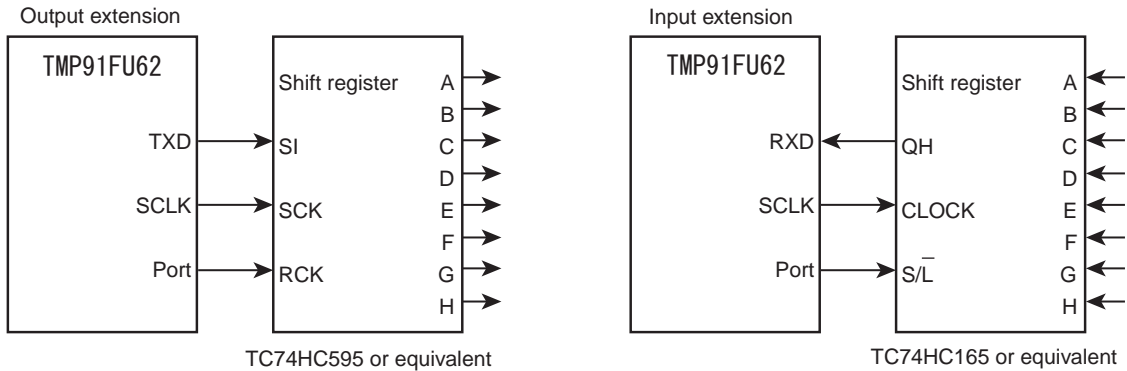 Output extension
TMP91FU62
TXD
SCLK
Port
Shift register
SI
SCK
RCK
A
B
C
D
E
F
G
H
TC74HC595 or equivalent
Input extension
TMP91FU62
RXD
SCLK
Port
Shift register
QH
CLOCK
S/L̅
A
B
C
D
E
F
G
H
TC74HC165 or equivalent